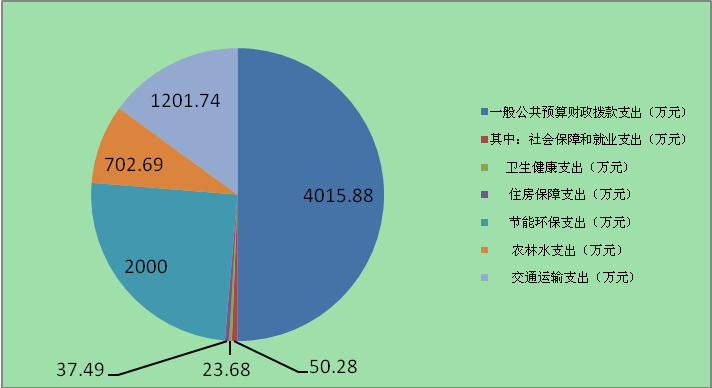 1201.74
702.69
4015.88
2000
37.49
23.68
50.28
一般公共预算财政拨款支出（万元）
其中：社会保障和就业支出（万元）
卫生健康支出（万元）
住房保障支出（万元）
节能环保支出（万元）
农林水支出（万元）
交通运输支出（万元）